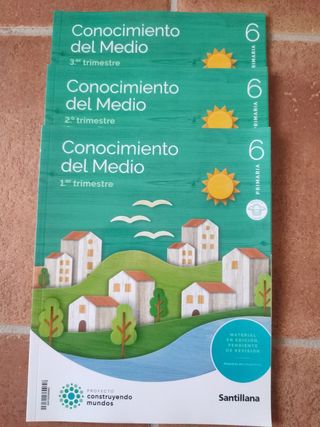 Conocimiento
del Medio
3.er trimestre
6
PRIMARIA
Conocimiento
del Medio
2.º trimestre
6
PRIMARIA
Conocimiento
del Medio
1.er trimestre
6
PRIMARIA
MATERIAL
EN EDICIÓN,
PENDIENTE
DE REVISIÓN
PROYECTO
construyendo
mundos
Santillana